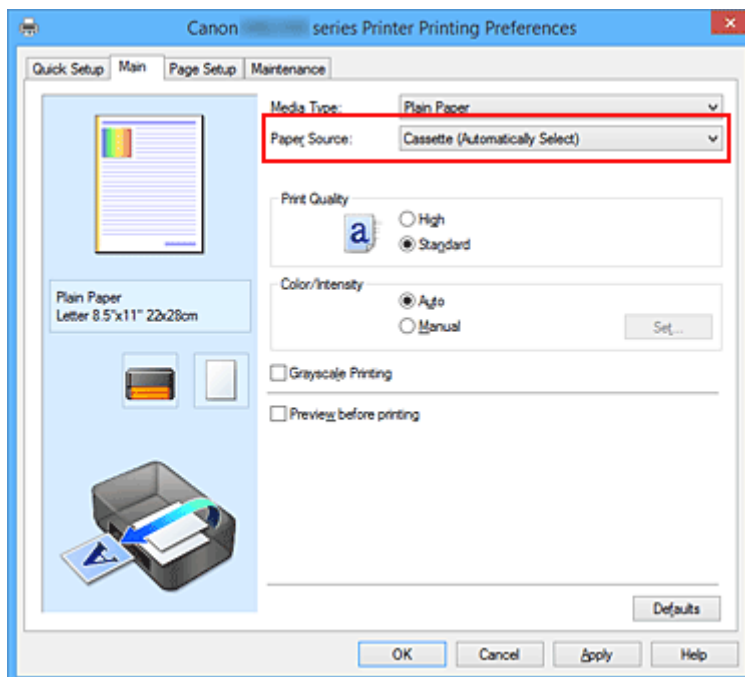 Canon series Printer Printing Preferences
Quick Setup Main Page Setup Maintenance
Media Type: Plain Paper
Paper Source: Cassette (Automatically Select)
Print Quality
a
High
Standard
Color/Intensity
Auto
Manual Set...
Grayscale Printing
Preview before printing
Plain Paper
Letter 8.5"x11" 22x28cm
A
Defaults
OK Cancel Apply Help